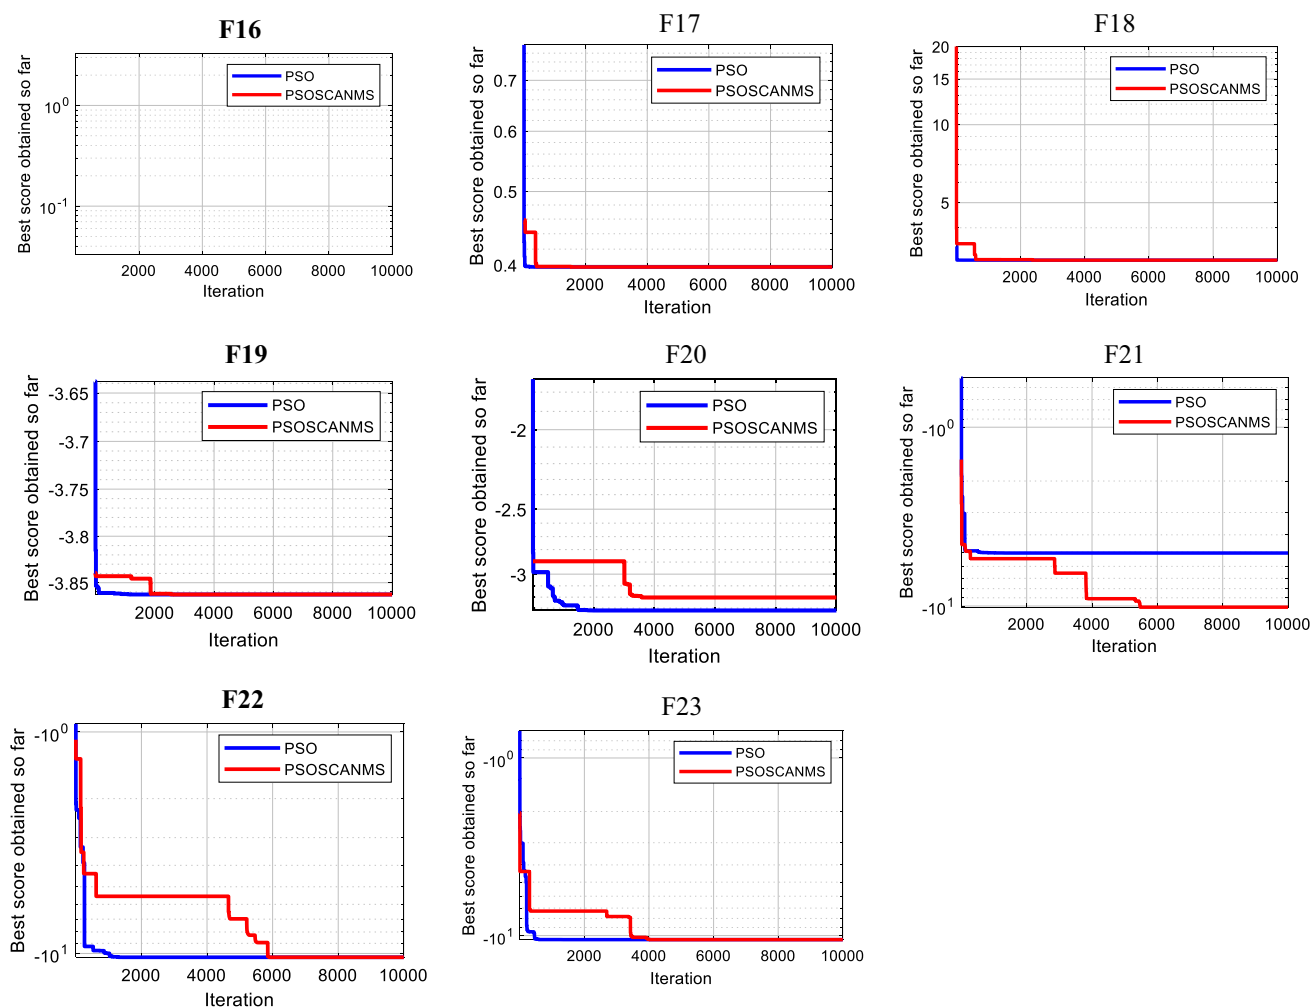 F16
Best score obtained so far
10^0
10^-1
PSO
PSOSCANMS
2000 4000 6000 8000 10000
Iteration
F17
Best score obtained so far
0.7
0.6
0.5
0.4
PSO
PSOSCANMS
2000 4000 6000 8000 10000
Iteration
F18
Best score obtained so far
20
15
10
5
PSO
PSOSCANMS
2000 4000 6000 8000 10000
Iteration
F19
Best score obtained so far
-3.65
-3.7
-3.75
-3.8
-3.85
PSO
PSOSCANMS
2000 4000 6000 8000 10000
Iteration
F20
Best score obtained so far
-2
-2.5
-3
PSO
PSOSCANMS
2000 4000 6000 8000 10000
Iteration
F21
Best score obtained so far
-10^0
-10^1
PSO
PSOSCANMS
2000 4000 6000 8000 10000
Iteration
F22
Best score obtained so far
-10^0
-10^1
PSO
PSOSCANMS
2000 4000 6000 8000 10000
Iteration
F23
Best score obtained so far
-10^0
-10^1
PSO
PSOSCANMS
2000 4000 6000 8000 10000
Iteration